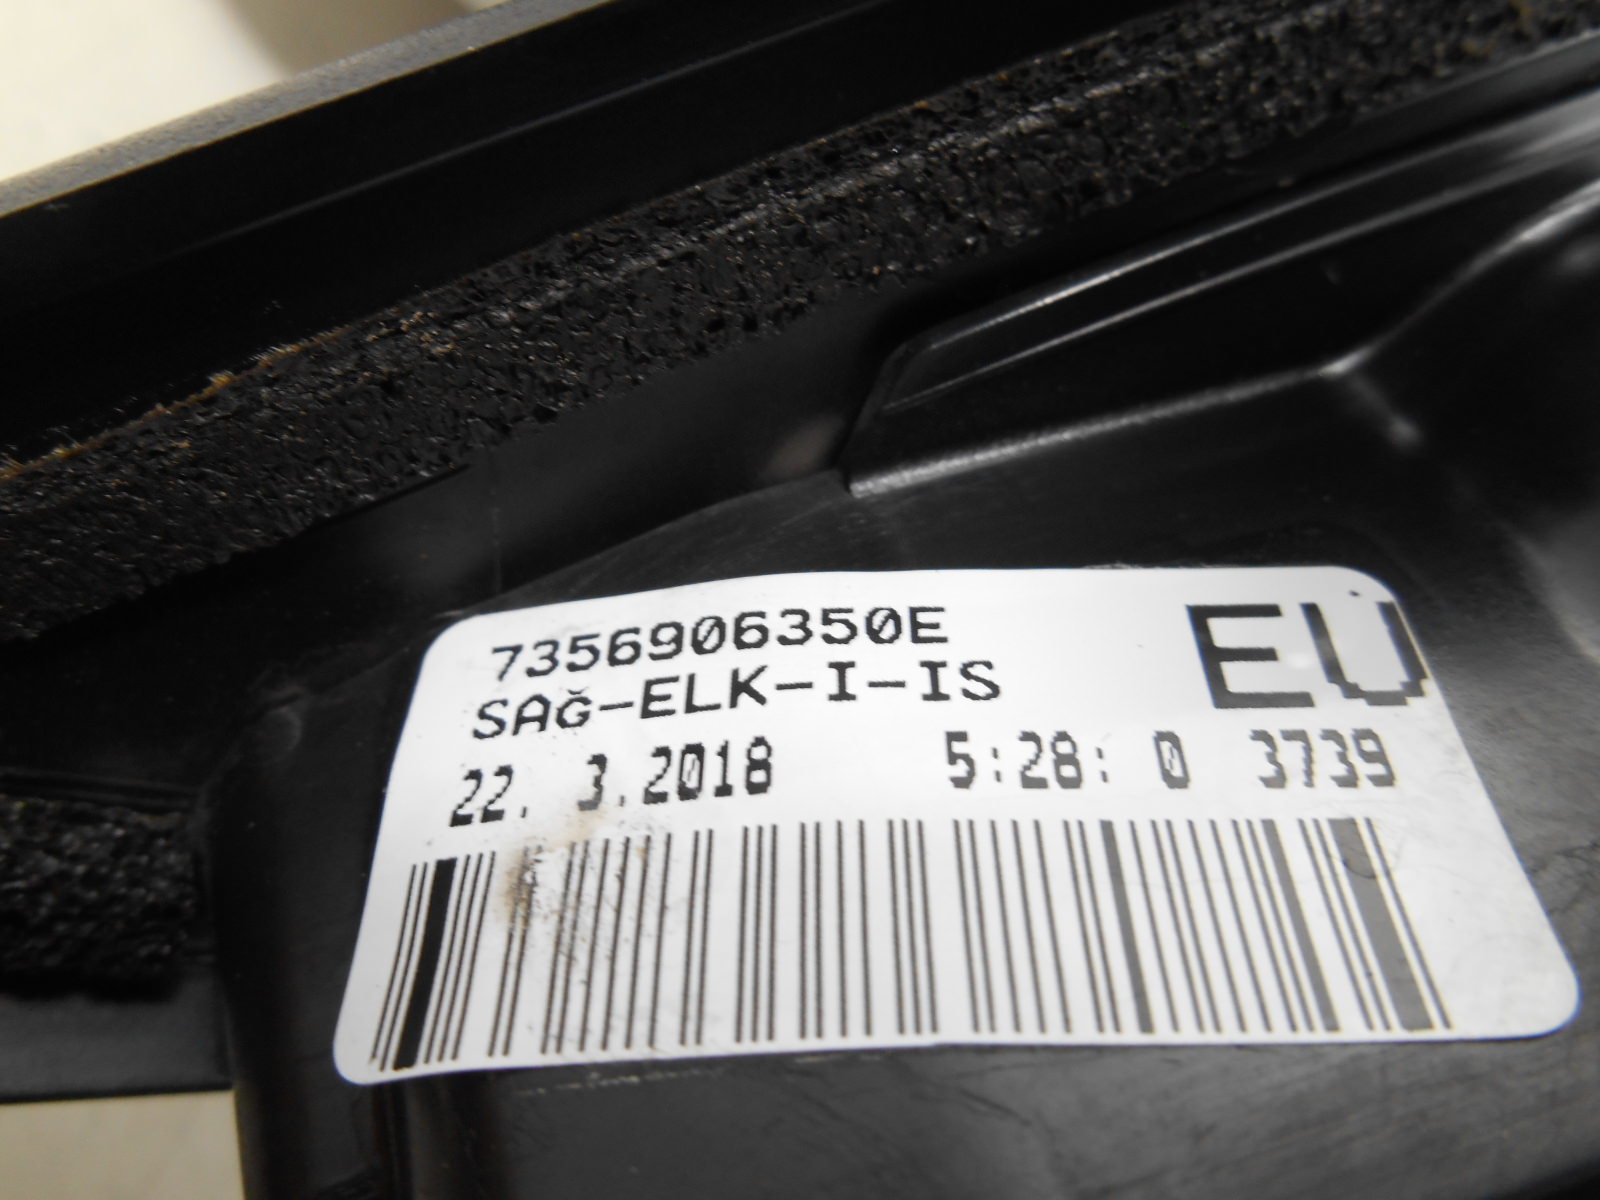 7356906350E
SAĞ-ELK-I-IS
EU
22. 3.2018 5:28: 0 3739